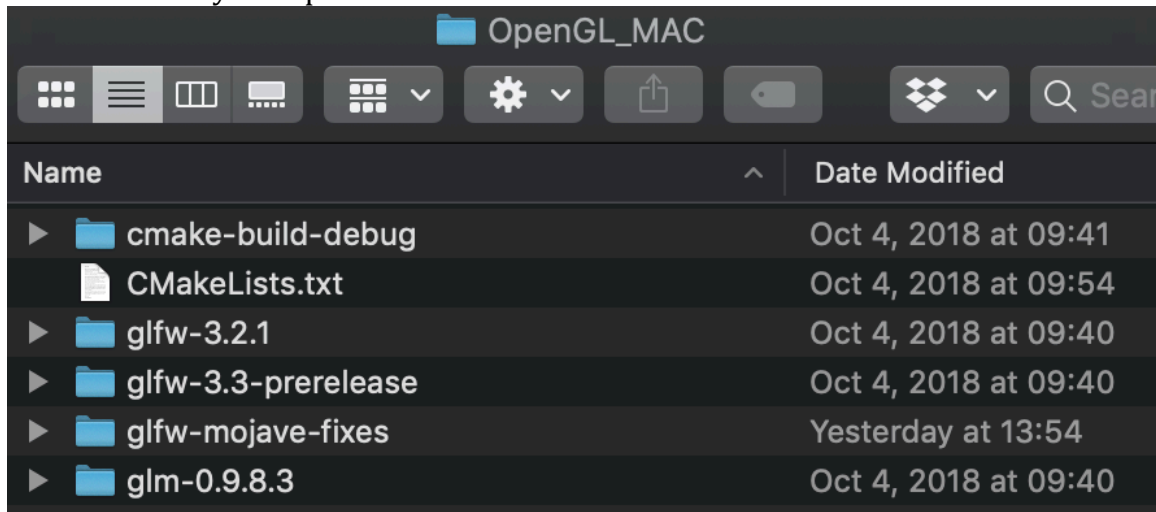 OpenGL_MAC
Sear
Name Date Modified
cmake-build-debug Oct 4, 2018 at 09:41
CMakeLists.txt Oct 4, 2018 at 09:54
glfw-3.2.1 Oct 4, 2018 at 09:40
glfw-3.3-prerelease Oct 4, 2018 at 09:40
glfw-mojave-fixes Yesterday at 13:54
glm-0.9.8.3 Oct 4, 2018 at 09:40